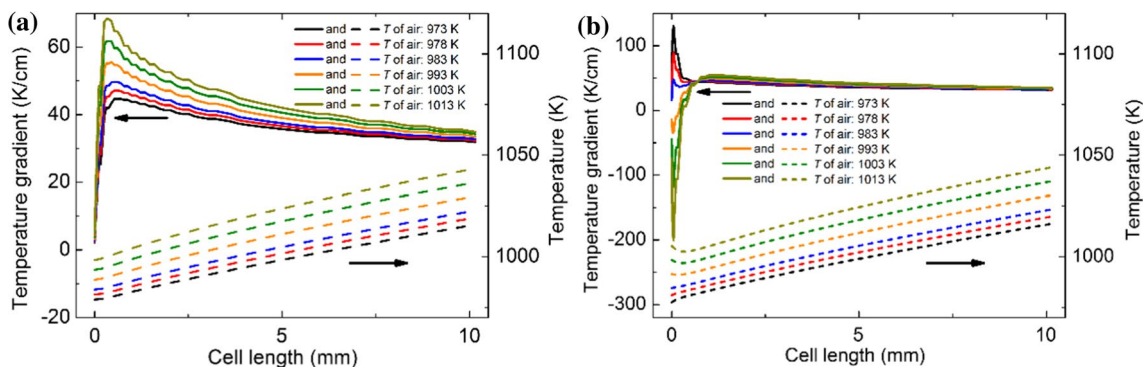 (a)
Temperature gradient (K/cm)
60
40
20
0
-20
and T of air: 973 K
and T of air: 978 K
and T of air: 983 K
and T of air: 993 K
and T of air: 1003 K
and T of air: 1013 K
1100
1050
1000
Temperature (K)
0 5 10
Cell length (mm)
(b)
Temperature gradient (K/cm)
100
0
-100
-200
-300
and T of air: 973 K
and T of air: 978 K
and T of air: 983 K
and T of air: 993 K
and T of air: 1003 K
and T of air: 1013 K
1100
1050
1000
Temperature (K)
0 5 10
Cell length (mm)